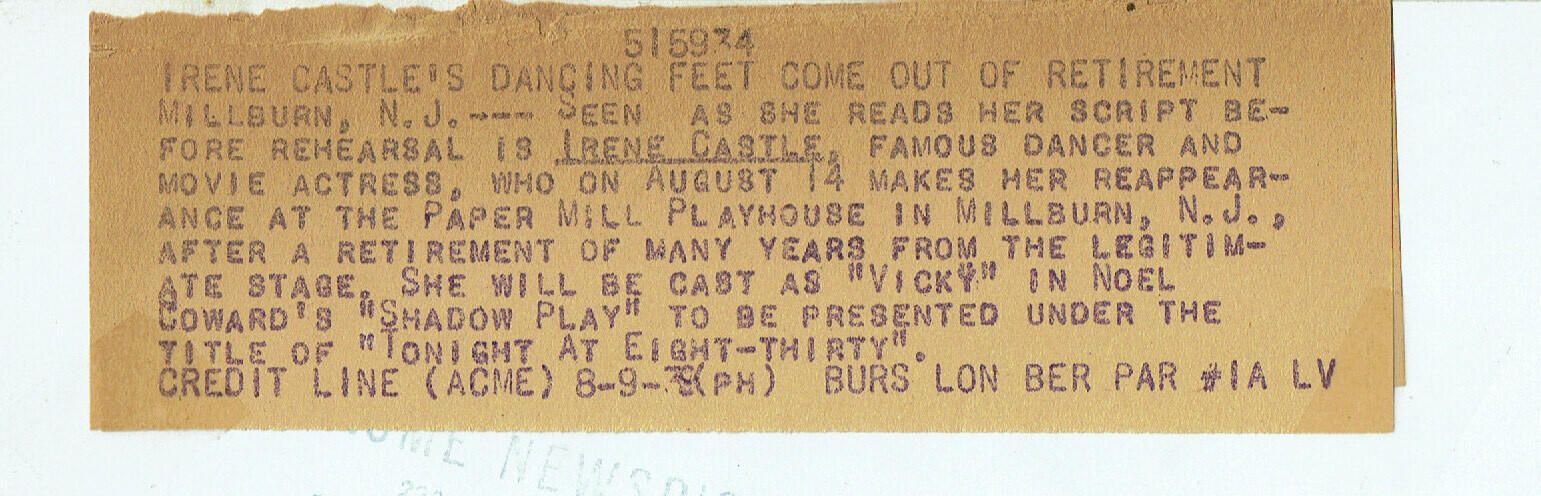 515934
IRENE CASTLE'S DANCING FEET COME OUT OF RETIREMENT
MILLBURN, N.J.--- SEEN AS SHE READS HER SCRIPT BE-
FORE REHEARSAL IS IRENE CASTLE, FAMOUS DANCER AND
MOVIE ACTRESS, WHO ON AUGUST 14 MAKES HER REAPPEAR-
ANCE AT THE PAPER MILL PLAYHOUSE IN MILLBURN, N.J.,
AFTER A RETIREMENT OF MANY YEARS FROM THE LEGITIM-
ATE STAGE. SHE WILL BE CAST AS "VICKY" IN NOEL
COWARD'S "SHADOW PLAY" TO BE PRESENTED UNDER THE
TITLE OF "TONIGHT AT EIGHT-THIRTY".
CREDIT LINE (ACME) 8-9-38(PH) BURS LON BER PAR #1A LV